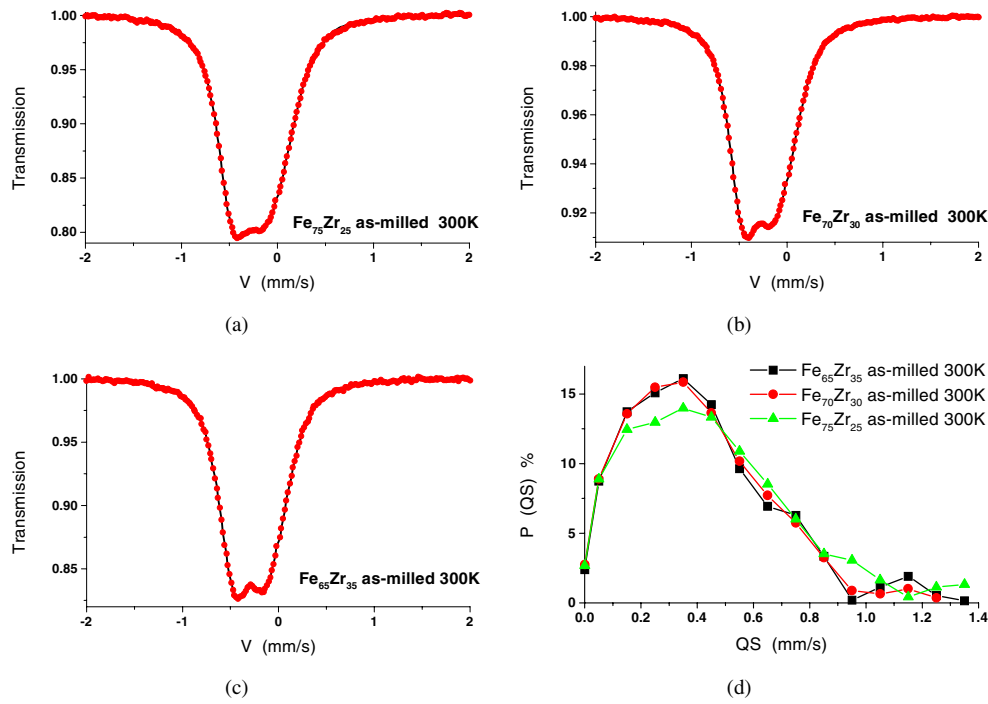 1.00
0.95
0.90
0.85
0.80
Transmission
-2 -1 0 1 2
V (mm/s)
Fe75Zr25 as-milled 300K
(a)
1.00
0.98
0.96
0.94
0.92
Transmission
-2 -1 0 1 2
V (mm/s)
Fe70Zr30 as-milled 300K
(b)
1.00
0.95
0.90
0.85
Transmission
-2 -1 0 1 2
V (mm/s)
Fe65Zr35 as-milled 300K
(c)
15
10
5
0
P (QS) %
0.0 0.2 0.4 0.6 0.8 1.0 1.2 1.4
QS (mm/s)
Fe65Zr35 as-milled 300K
Fe70Zr30 as-milled 300K
Fe75Zr25 as-milled 300K
(d)